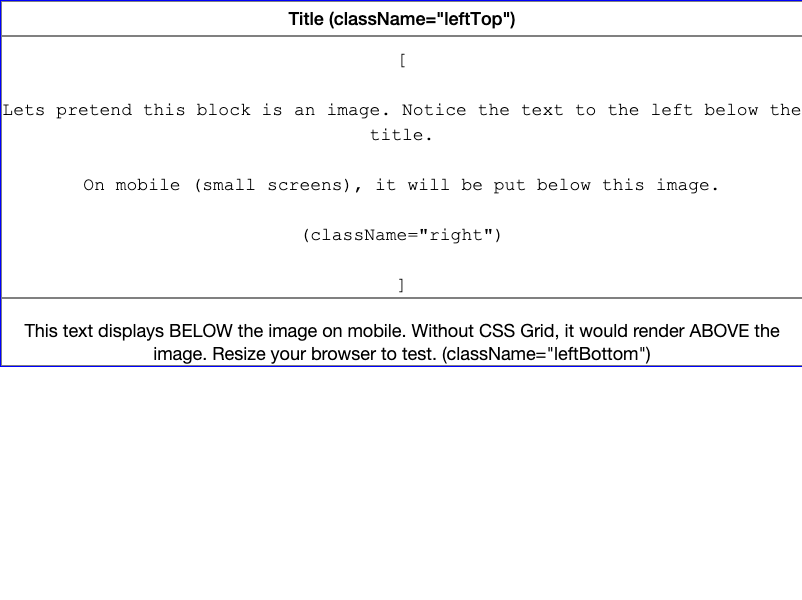 Title (className="leftTop")
[
Lets pretend this block is an image. Notice the text to the left below the
title.
On mobile (small screens), it will be put below this image.
(className="right")
]
This text displays BELOW the image on mobile. Without CSS Grid, it would render ABOVE the
image. Resize your browser to test. (className="leftBottom")